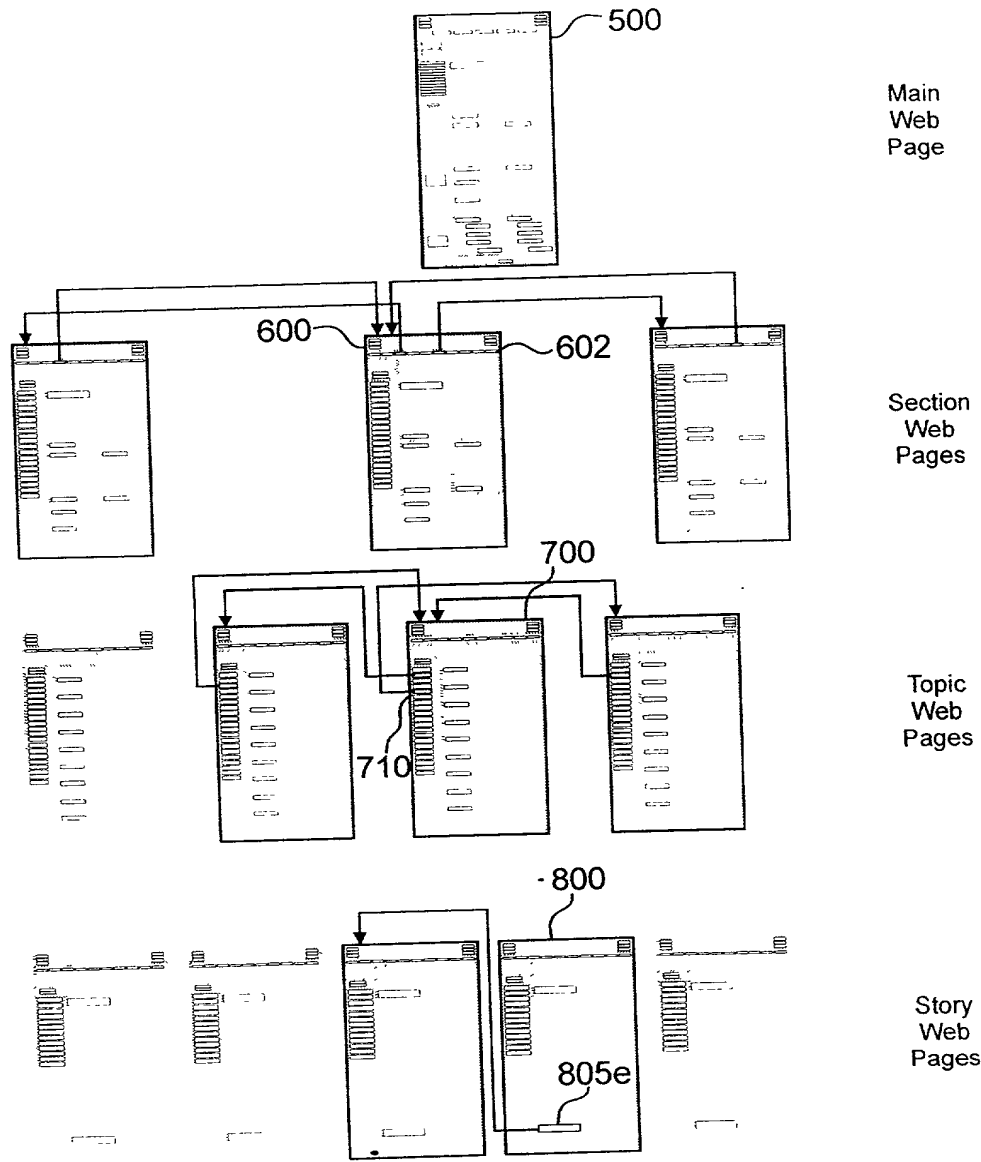 500
Main
Web
Page
600
602
Section
Web
Pages
700
710
Topic
Web
Pages
800
805e
Story
Web
Pages